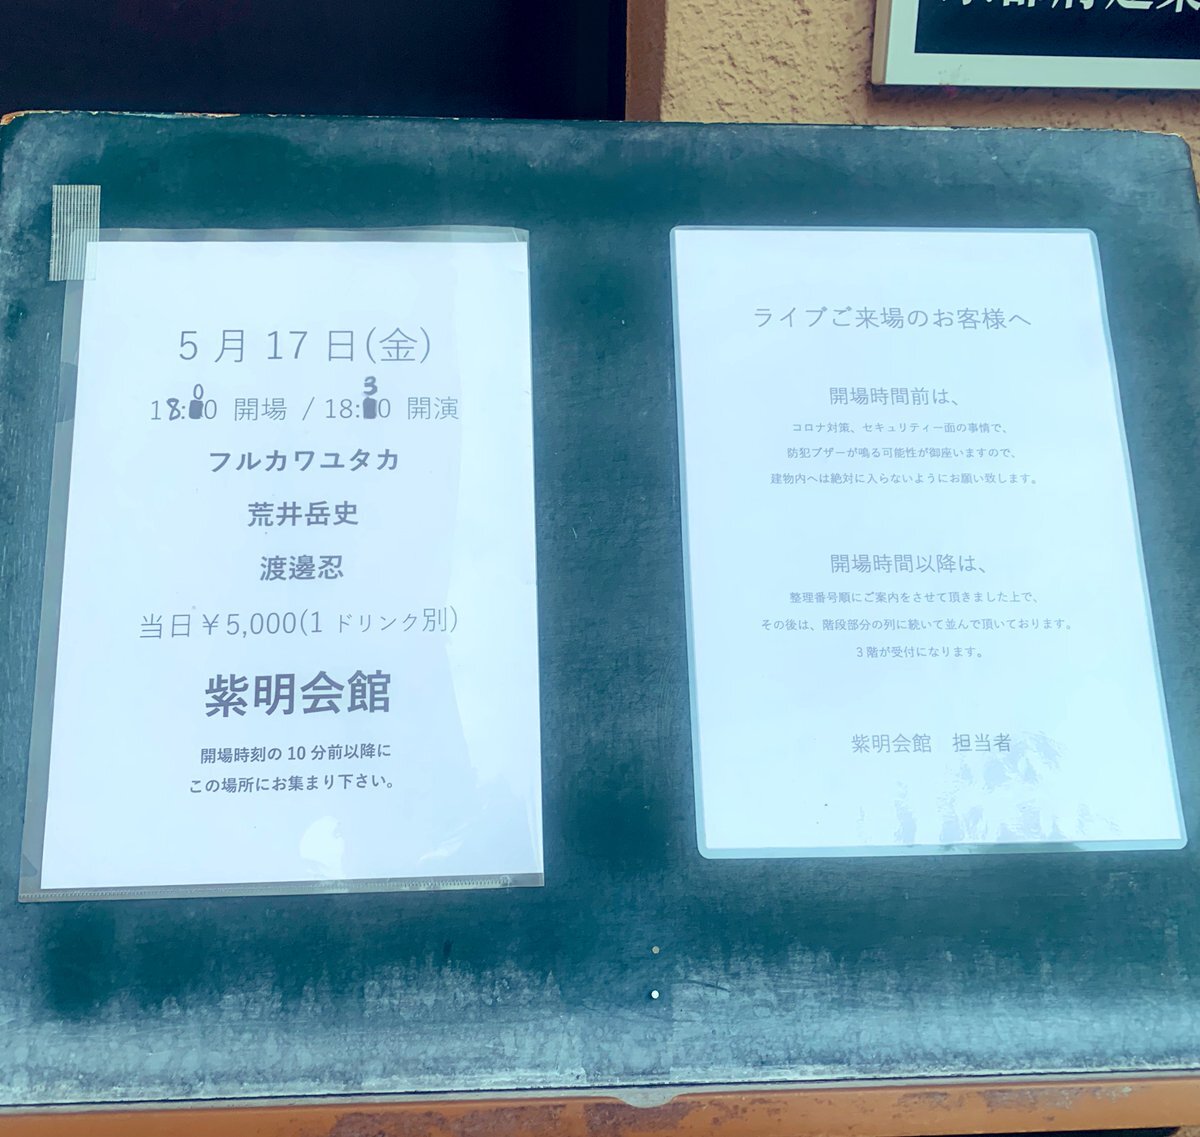 5月17日(金)
18:00 開場 / 18:30 開演
フルカワユタカ
荒井岳史
渡邊忍
当日￥5,000(1 ドリンク別)
紫明会館
開場時刻の 10 分前以降に
この場所にお集まり下さい。
ライブご来場のお客様へ
開場時間前は、
コロナ対策、セキュリティー面の事情で、
防犯ブザーが鳴る可能性が御座いますので、
建物内へは絶対に入らないようにお願い致します。
開場時間以降は、
整理番号順にご案内をさせて頂きました上で、
その後は、階段部分の列に続いて並んで頂いております。
3階が受付になります。
紫明会館　担当者